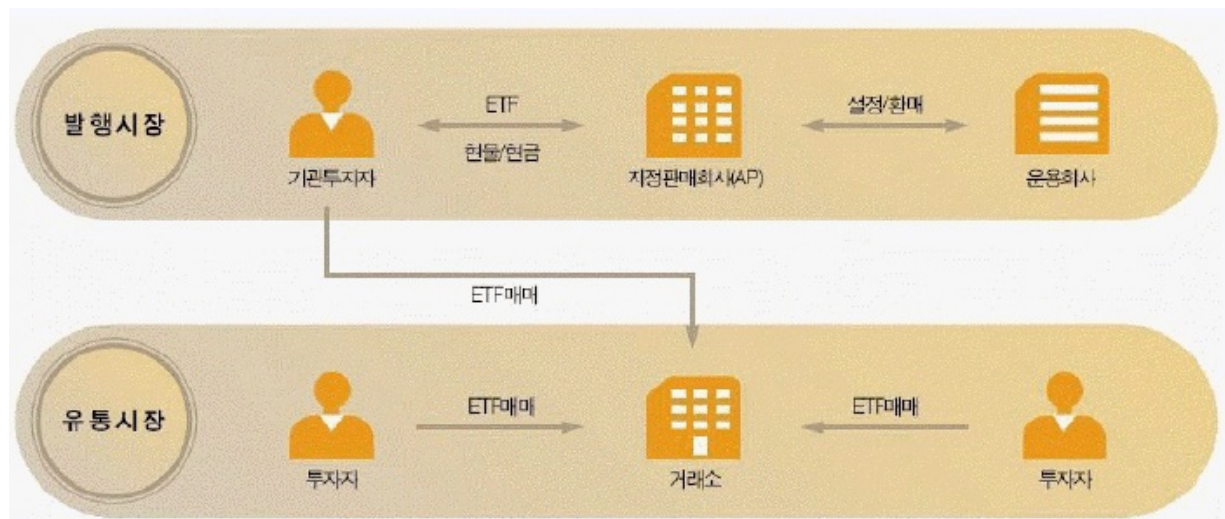 발행시장
ETF
현물/현금
설정/환매
기관투자자
지정판매회사(AP)
운용회사
ETF매매
유통시장
ETF매매
ETF매매
투자자
거래소
투자자